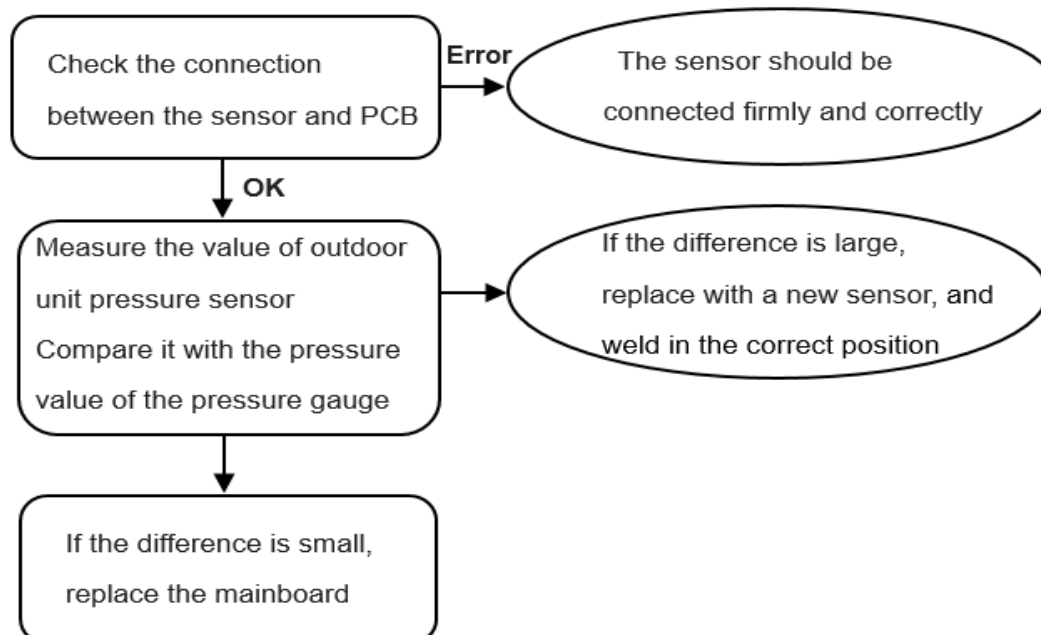 Check the connection
between the sensor and PCB
Error
The sensor should be
connected firmly and correctly
OK
Measure the value of outdoor
unit pressure sensor
Compare it with the pressure
value of the pressure gauge
If the difference is large,
replace with a new sensor, and
weld in the correct position
If the difference is small,
replace the mainboard